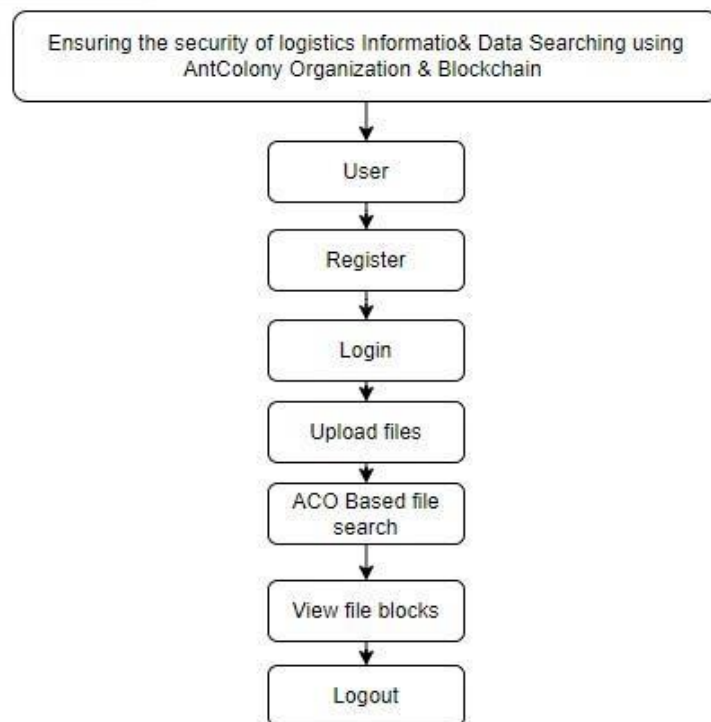 Ensuring the security of logistics Informatio& Data Searching using
AntColony Organization & Blockchain
User
Register
Login
Upload files
ACO Based file
search
View file blocks
Logout